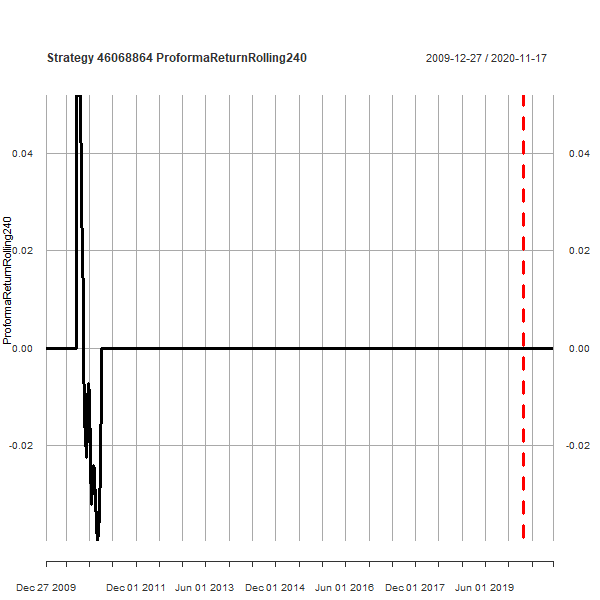 Strategy 46068864 ProformaReturnRolling240 2009-12-27 / 2020-11-17
0.04 0.04
0.02 0.02
ProformaReturnRolling240
0.00 0.00
-0.02 -0.02
Dec 27 2009 Dec 01 2011 Jun 01 2013 Dec 01 2014 Jun 01 2016 Dec 01 2017 Jun 01 2019